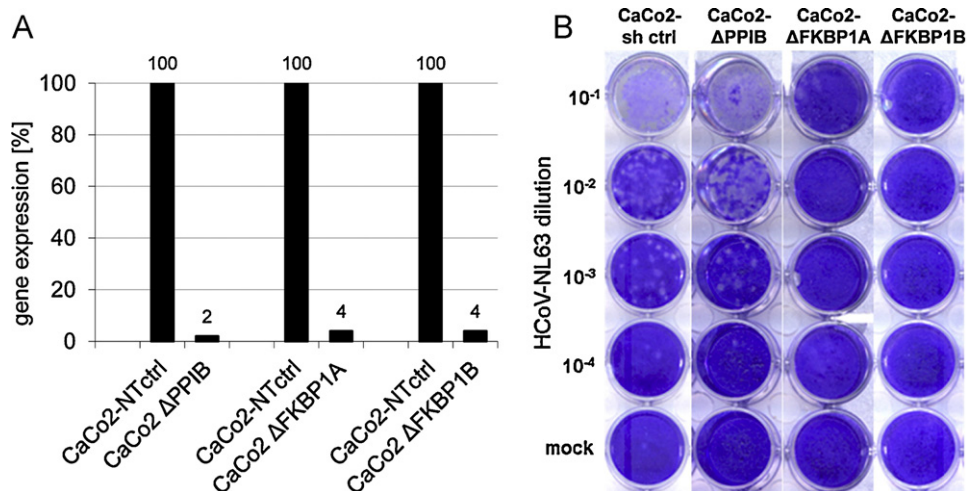 A
gene expression [%]
100
80
60
40
20
0
100
2
100
4
100
4
CaCo2-NTctrl
CaCo2 ΔPPIB
CaCo2-NTctrl
CaCo2 ΔFKBP1A
CaCo2-NTctrl
CaCo2 ΔFKBP1B
B
CaCo2-
sh ctrl
CaCo2-
ΔPPIB
CaCo2-
ΔFKBP1A
CaCo2-
ΔFKBP1B
HCoV-NL63 dilution
10⁻¹
10⁻²
10⁻³
10⁻⁴
mock